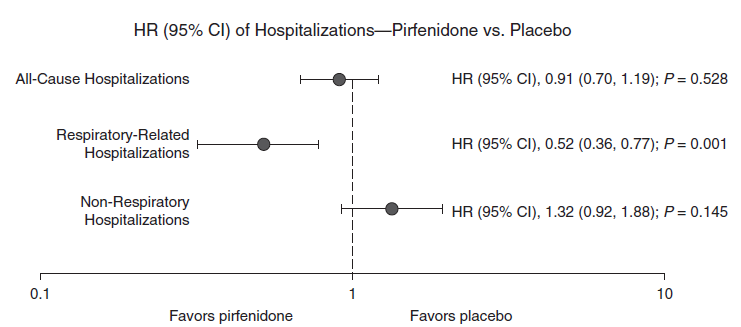 HR (95% CI) of Hospitalizations—Pirfenidone vs. Placebo
All-Cause Hospitalizations
HR (95% CI), 0.91 (0.70, 1.19); P = 0.528
Respiratory-Related
Hospitalizations
HR (95% CI), 0.52 (0.36, 0.77); P = 0.001
Non-Respiratory
Hospitalizations
HR (95% CI), 1.32 (0.92, 1.88); P = 0.145
0.1
1
10
Favors pirfenidone
Favors placebo